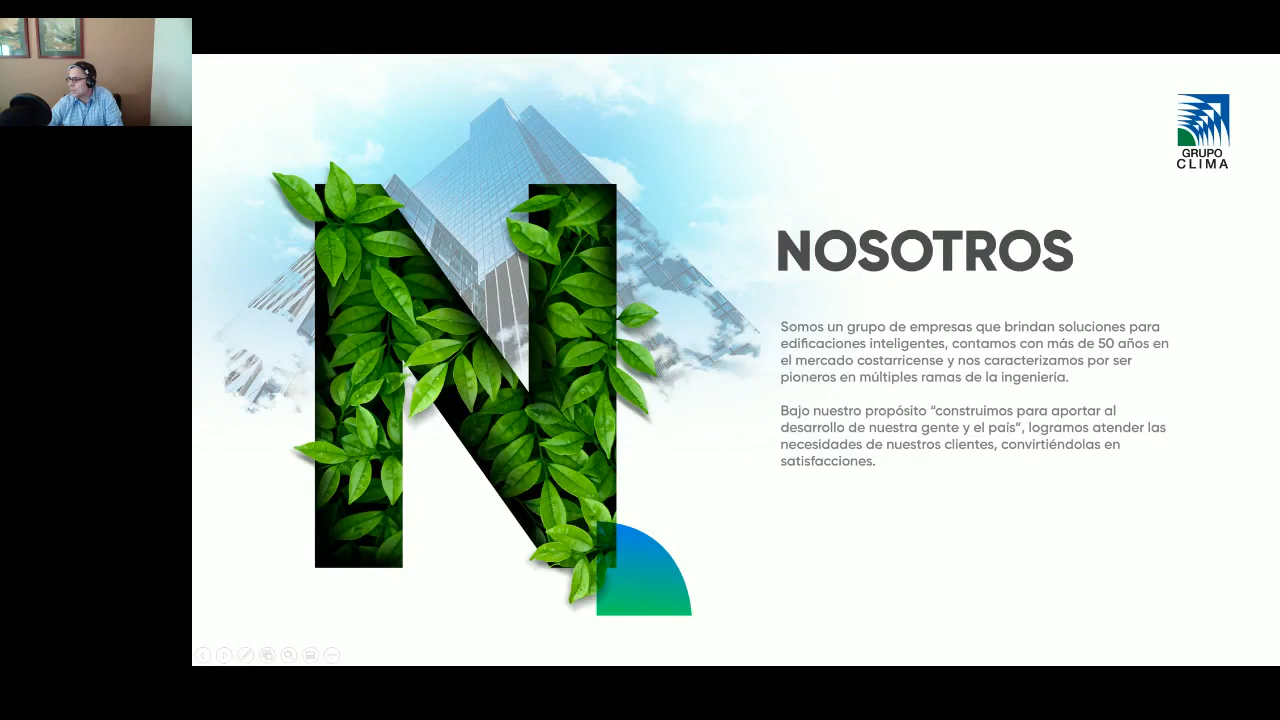 GRUPO
CLIMA
NOSOTROS
Somos un grupo de empresas que brindan soluciones para
edificaciones inteligentes, contamos con más de 50 años en
el mercado costarricense y nos caracterizamos por ser
pioneros en múltiples ramas de la ingeniería.
Bajo nuestro propósito “construimos para aportar al
desarrollo de nuestra gente y el país”, logramos atender las
necesidades de nuestros clientes, convirtiéndolas en
satisfacciones.